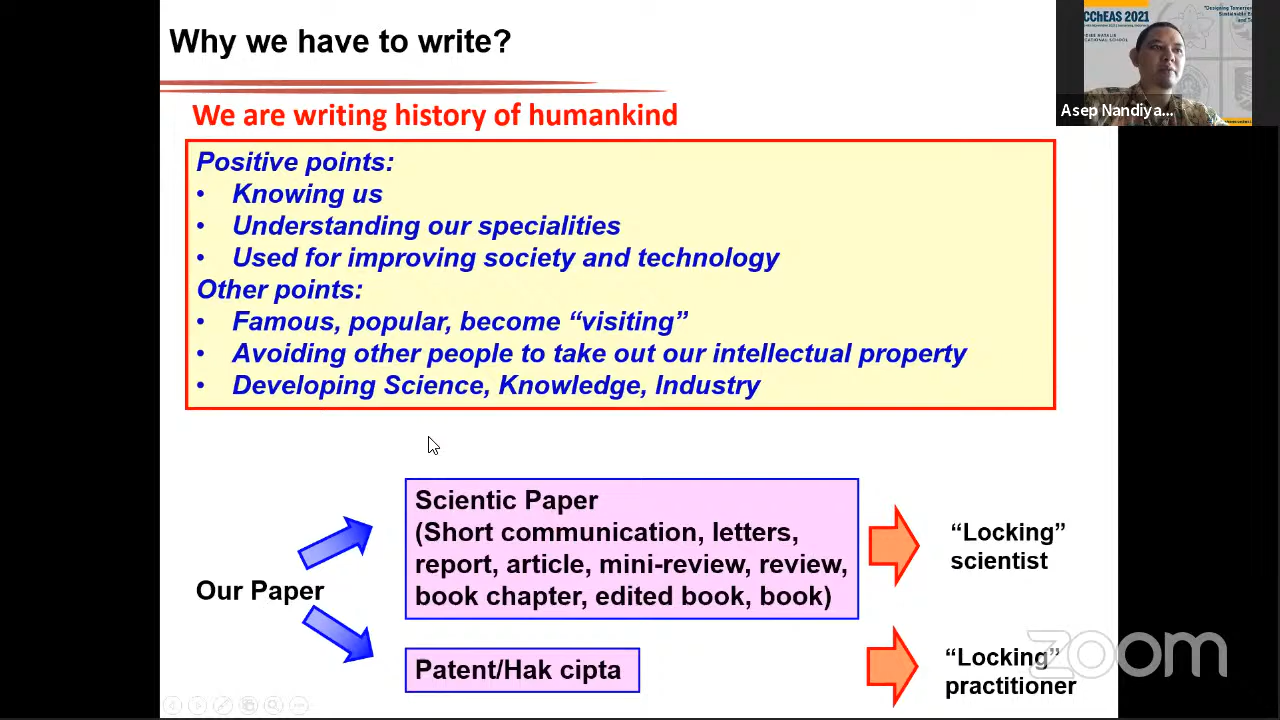 Why we have to write?
We are writing history of humankind
Positive points:
• Knowing us
• Understanding our specialities
• Used for improving society and technology
Other points:
• Famous, popular, become “visiting”
• Avoiding other people to take out our intellectual property
• Developing Science, Knowledge, Industry
Our Paper
Scientic Paper
(Short communication, letters,
report, article, mini-review, review,
book chapter, edited book, book)
“Locking”
scientist
Patent/Hak cipta
“Locking”
practitioner
zoom
CChEAS 2021
Asep Nandiya...